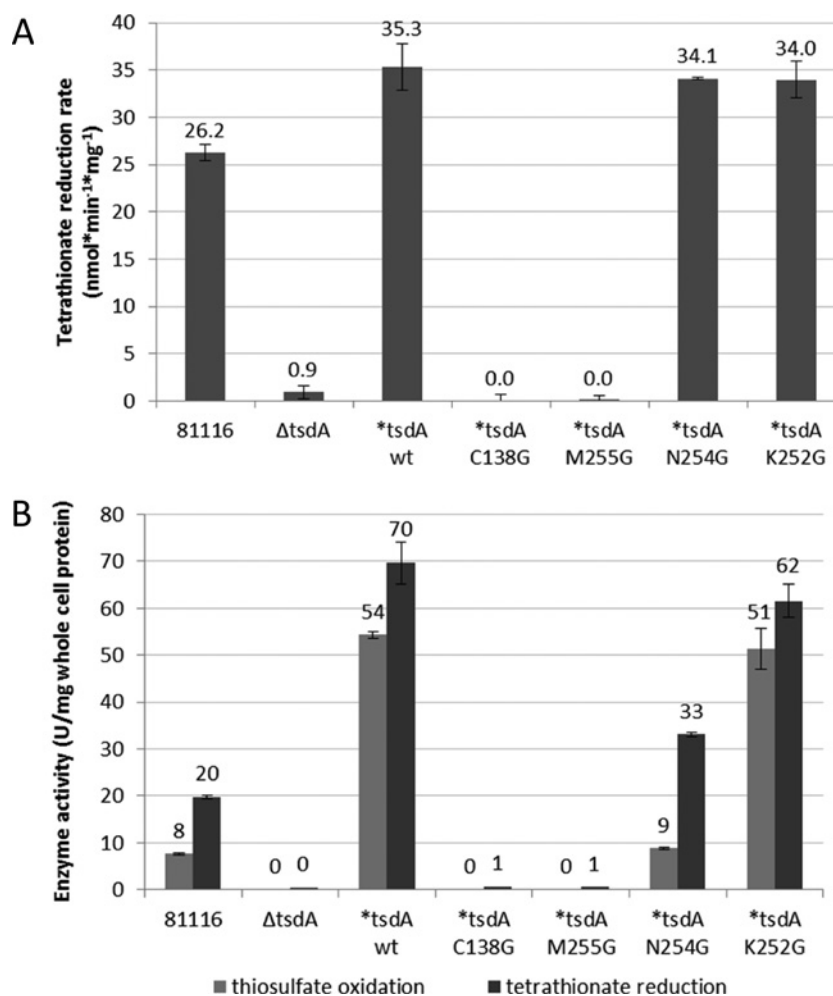 A
Tetrathionate reduction rate
(nmol*min⁻¹*mg⁻¹)
40
35
30
25
20
15
10
5
0
26.2
0.9
35.3
0.0
0.0
34.1
34.0
81116
ΔtsdA
*tsdA
wt
*tsdA
C138G
*tsdA
M255G
*tsdA
N254G
*tsdA
K252G
B
Enzyme activity (U/mg whole cell protein)
80
70
60
50
40
30
20
10
0
8
20
0
0
54
70
0
1
0
1
9
33
51
62
81116
ΔtsdA
*tsdA
wt
*tsdA
C138G
*tsdA
M255G
*tsdA
N254G
*tsdA
K252G
thiosulfate oxidation
tetrathionate reduction